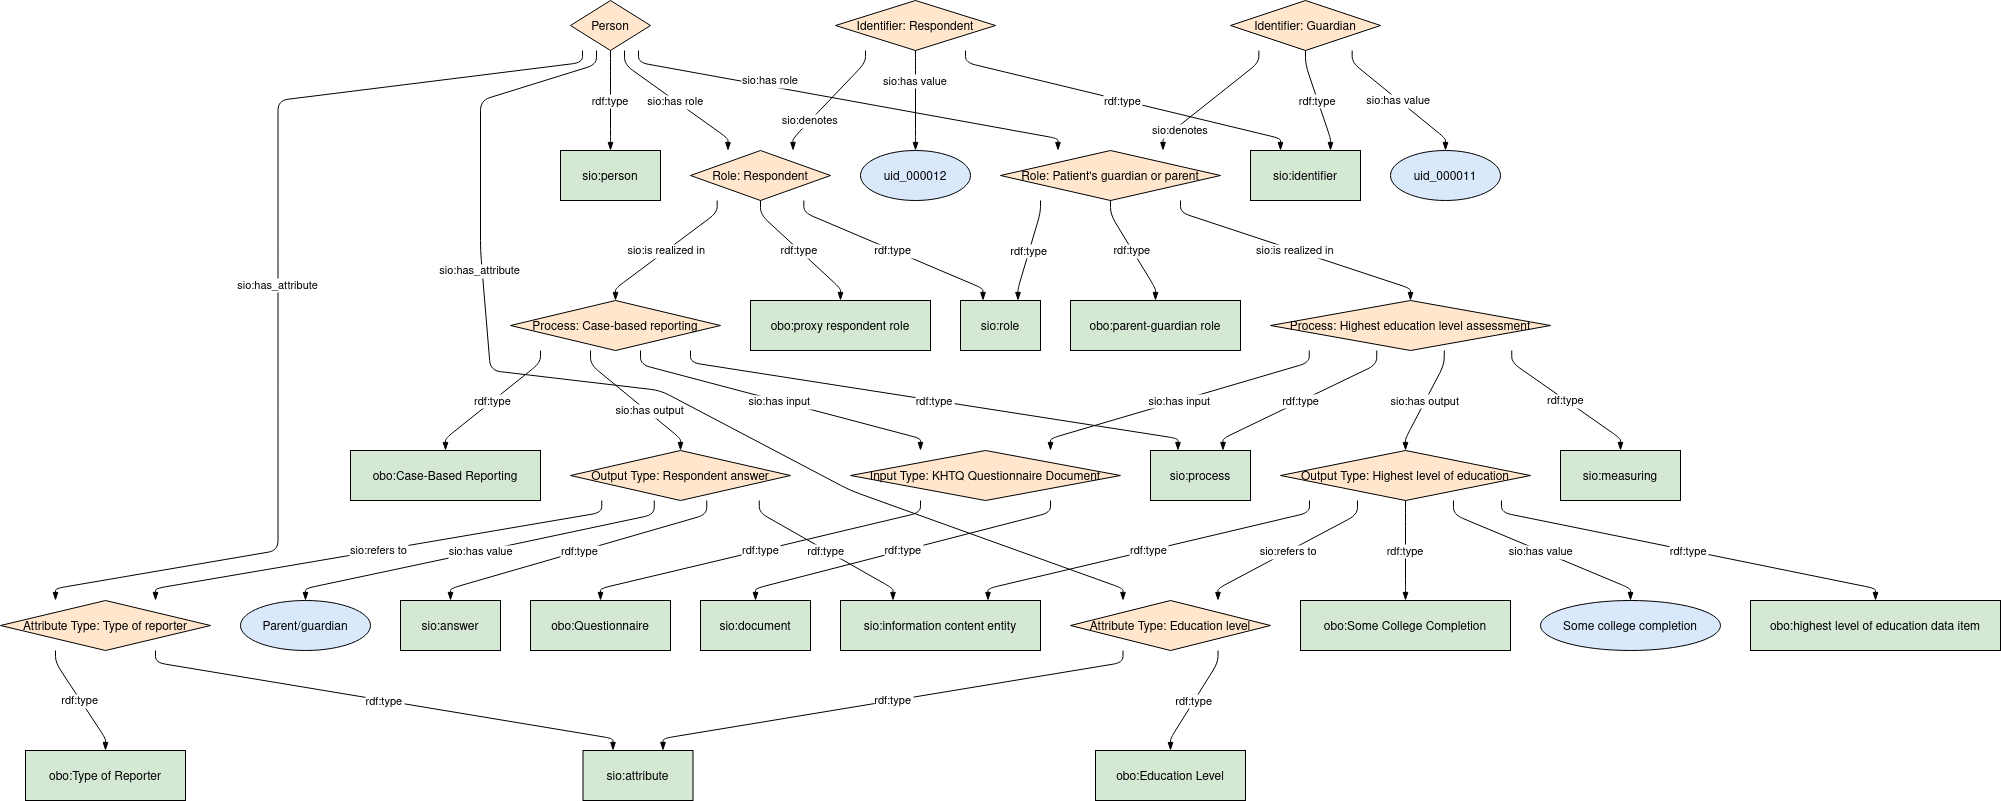 Person
Identifier: Respondent
Identifier: Guardian
sio:has role
sio:has value
rdf:type
sio:has role
rdf:type
rdf:type
sio:has value
sio:denotes
sio:denotes
sio:person
Role: Respondent
uid_000012
Role: Patient's guardian or parent
sio:identifier
uid_000011
sio:is realized in
rdf:type
rdf:type
rdf:type
rdf:type
sio:is realized in
sio:has_attribute
sio:has_attribute
Process: Case-based reporting
obo:proxy respondent role
sio:role
obo:parent-guardian role
Process: Highest education level assessment
rdf:type
sio:has output
sio:has input
rdf:type
sio:has input
rdf:type
sio:has output
rdf:type
obo:Case-Based Reporting
Output Type: Respondent answer
Input Type: KHTQ Questionnaire Document
sio:process
Output Type: Highest level of education
sio:measuring
sio:refers to
sio:has value
rdf:type
rdf:type
rdf:type
rdf:type
rdf:type
sio:refers to
rdf:type
sio:has value
rdf:type
Attribute Type: Type of reporter
Parent/guardian
sio:answer
obo:Questionnaire
sio:document
sio:information content entity
Attribute Type: Education level
obo:Some College Completion
Some college completion
obo:highest level of education data item
rdf:type
rdf:type
rdf:type
rdf:type
obo:Type of Reporter
sio:attribute
obo:Education Level